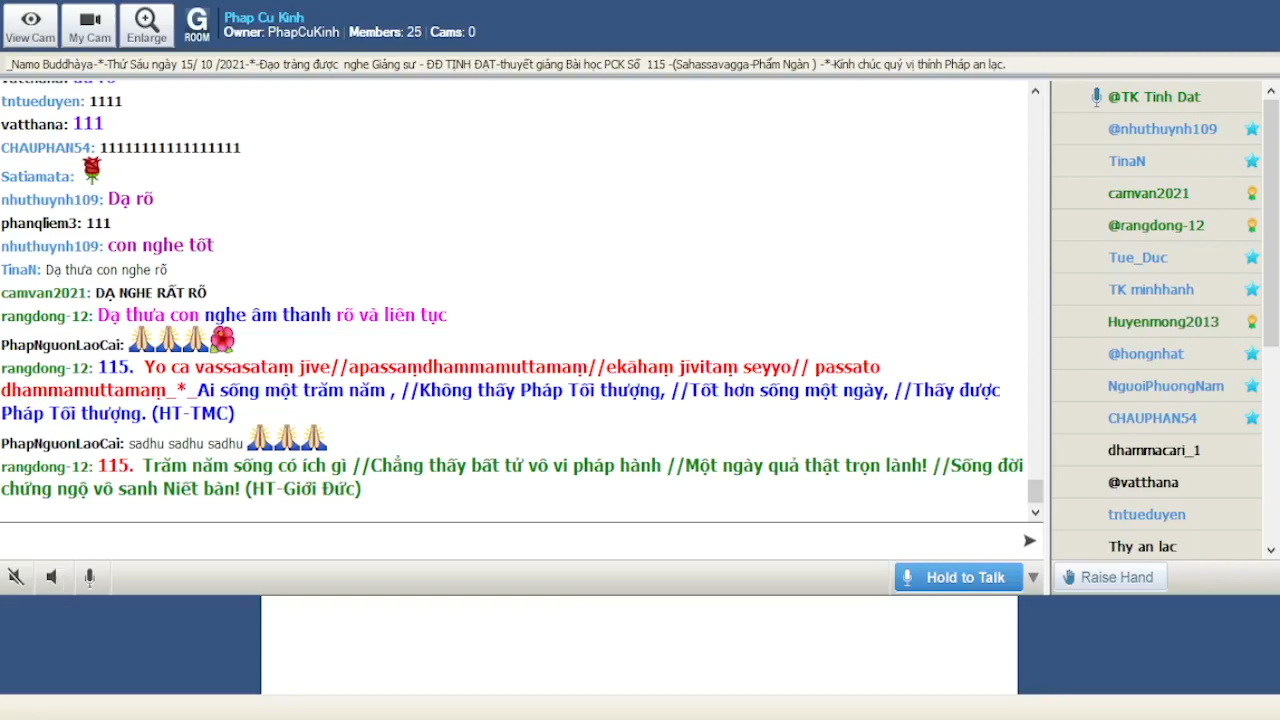 View Cam
My Cam
Enlarge
G
ROOM
Phap Cu Kinh
Owner: PhapCuKinh | Members: 25 | Cams: 0
_Namo Buddhàya-*-Thứ Sáu ngày 15/ 10 /2021-*-Đạo tràng được nghe Giảng sư - ĐĐ TỊNH ĐẠT-thuyết giảng Bài học PCK Số 115 -(Sahassavagga-Phẩm Ngàn ) -*-Kính chúc quý vị thính Pháp an lạc.
tntueduyen: 1111
vatthana: 111
CHAUPHAN54: 11111111111111111
Satiamata:
nhuthuynh109: Dạ rõ
phanqliem3: 111
nhuthuynh109: con nghe tốt
TinaN: Dạ thưa con nghe rõ
camvan2021: DẠ NGHE RẤT RÕ
rangdong-12: Dạ thưa con nghe âm thanh rõ và liên tục
PhapNguonLaoCai:
rangdong-12: 115. Yo ca vassasataṃ jīve//apassaṃdhammamuttamaṃ//ekāhaṃ jīvitaṃ seyyo// passato
dhammamuttamaṃ_*_Ai sống một trăm năm , //Không thấy Pháp Tối thượng, //Tốt hơn sống một ngày, //Thấy được
Pháp Tối thượng. (HT-TMC)
PhapNguonLaoCai: sadhu sadhu sadhu
rangdong-12: 115. Trăm năm sống có ích gì //Chẳng thấy bất tử vô vi pháp hành //Một ngày quả thật trọn lành! //Sống đời
chứng ngộ vô sanh Niết bàn! (HT-Giới Đức)
@TK Tinh Dat
@nhuthuynh109
TinaN
camvan2021
@rangdong-12
Tue_Duc
TK minhhanh
Huyenmong2013
@hongnhat
NguoiPhuongNam
CHAUPHAN54
dhammacari_1
@vatthana
tntueduyen
Thy an lac
Hold to Talk
Raise Hand